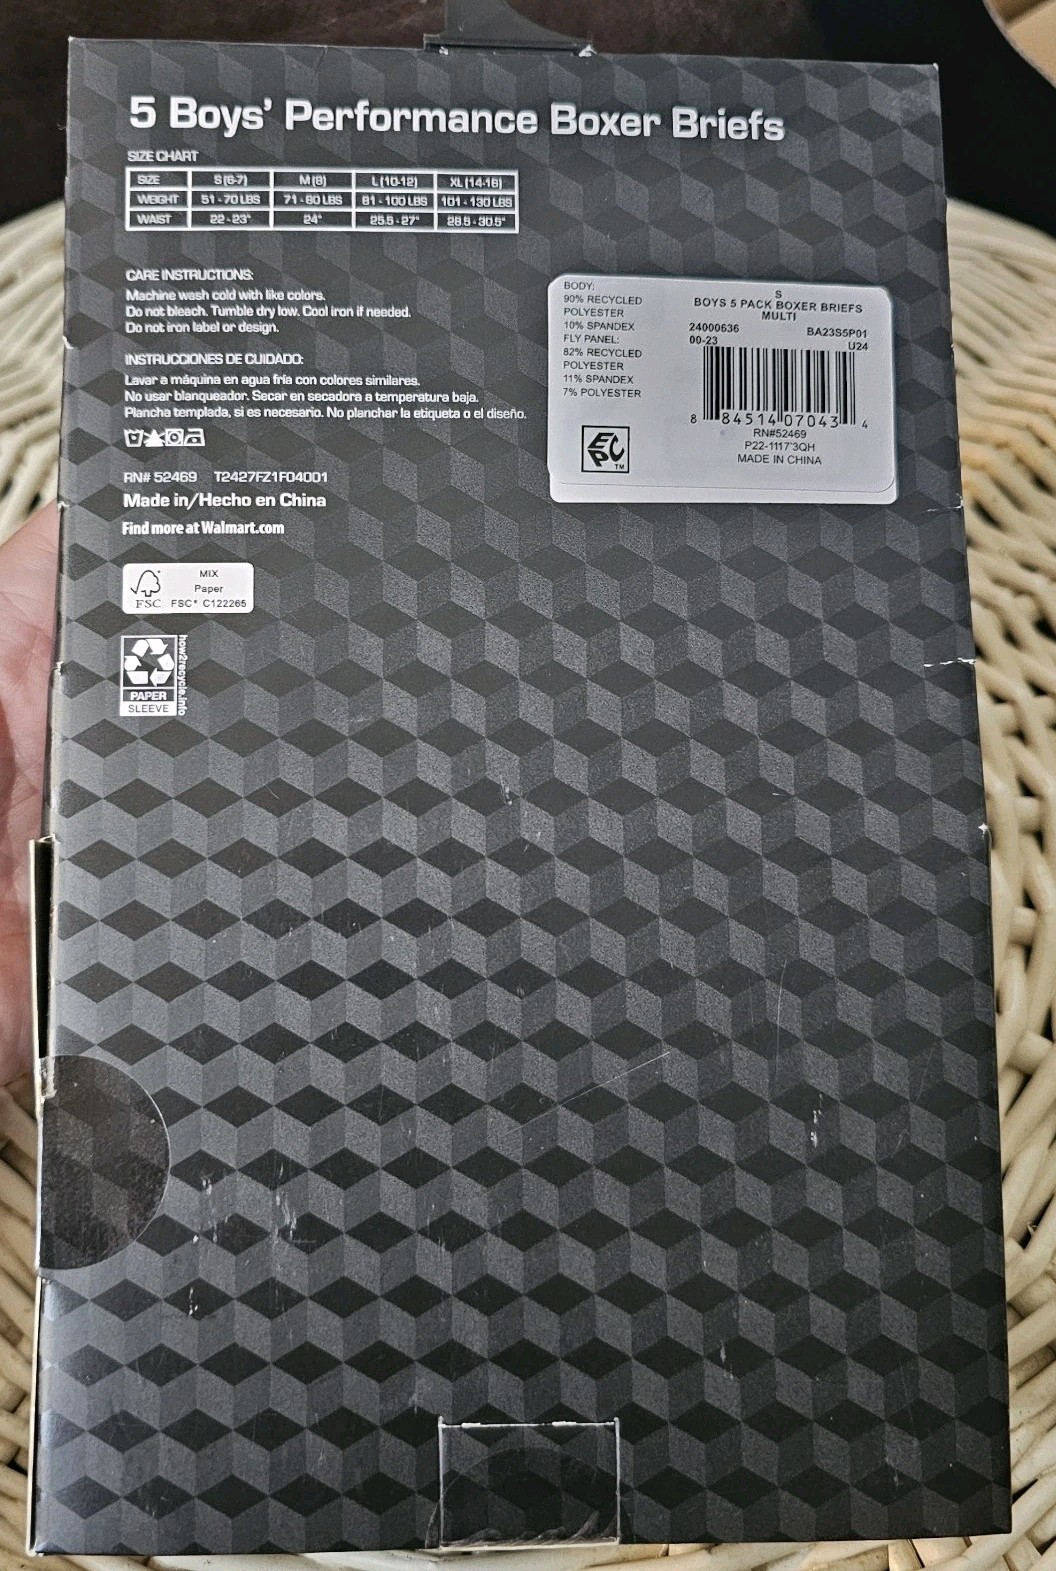 5 Boys' Performance Boxer Briefs
SIZE CHART
SIZE S (6-7) M (8) L (10-12) XL (14-16)
WEIGHT 51 - 70 LBS 71 - 80 LBS 81 - 100 LBS 101 - 130 LBS
WAIST 22 - 23" 24" 25.5 - 27" 28.5 - 30.5"
CARE INSTRUCTIONS:
Machine wash cold with like colors.
Do not bleach. Tumble dry low. Cool iron if needed.
Do not iron label or design.
INSTRUCCIONES DE CUIDADO:
Lavar a máquina en agua fría con colores similares.
No usar blanqueador. Secar en secadora a temperatura baja.
Plancha templada, si es necesario. No planchar la etiqueta o el diseño.
RN# 52469 T2427FZ1F04001
Made in/Hecho en China
Find more at Walmart.com
MIX
Paper
FSC FSC® C122265
how2recycle.info
PAPER
SLEEVE
BODY:
90% RECYCLED
POLYESTER
10% SPANDEX
FLY PANEL:
82% RECYCLED
POLYESTER
11% SPANDEX
7% POLYESTER
EPC TM
S
BOYS 5 PACK BOXER BRIEFS
MULTI
24000636 BA23S5P01
00-23 U24
8 84514 07043 4
RN#52469
P22-1117'3QH
MADE IN CHINA